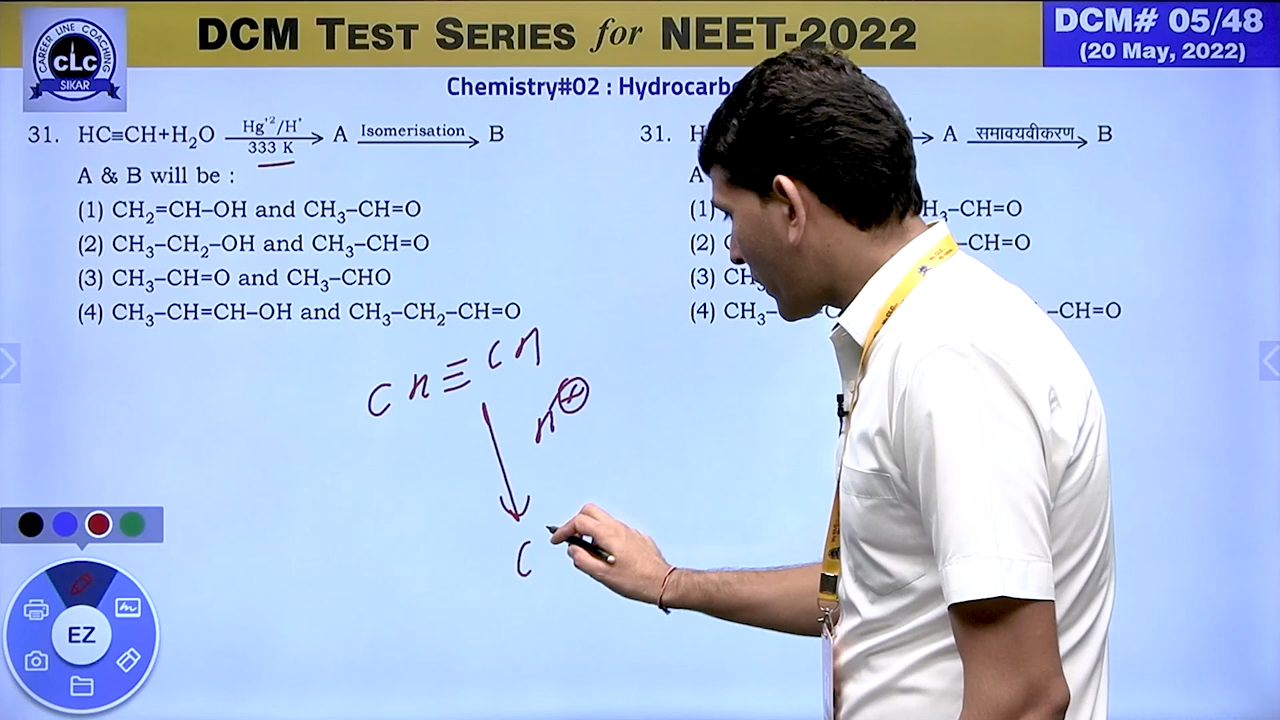 CAREER LINE COACHING
CLC
SIKAR
DCM TEST SERIES for NEET-2022
DCM# 05/48
(20 May, 2022)
Chemistry#02 : Hydrocarbo
31. HC≡CH+H₂O —Hg⁺²/H⁺ 333 K→ A —Isomerisation→ B
A & B will be :
(1) CH₂=CH–OH and CH₃–CH=O
(2) CH₃–CH₂–OH and CH₃–CH=O
(3) CH₃–CH=O and CH₃–CHO
(4) CH₃–CH=CH–OH and CH₃–CH₂–CH=O
31. H A —समावयवीकरण→ B
A
(1) H₃–CH=O
(2) C –CH=O
(3) CH₃
(4) CH₃– –CH=O
CH≡CH
H⊕
C
EZ